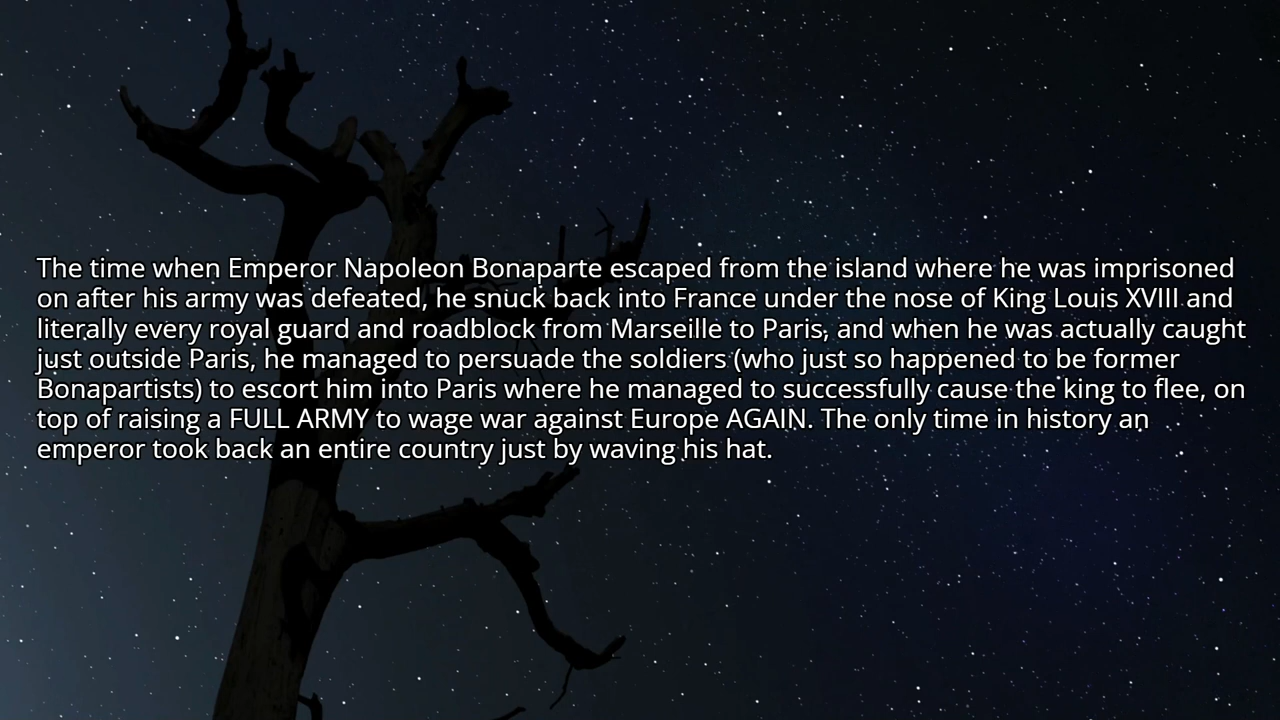 The time when Emperor Napoleon Bonaparte escaped from the island where he was imprisoned
on after his army was defeated, he snuck back into France under the nose of King Louis XVIII and
literally every royal guard and roadblock from Marseille to Paris, and when he was actually caught
just outside Paris, he managed to persuade the soldiers (who just so happened to be former
Bonapartists) to escort him into Paris where he managed to successfully cause the king to flee, on
top of raising a FULL ARMY to wage war against Europe AGAIN. The only time in history an
emperor took back an entire country just by waving his hat.